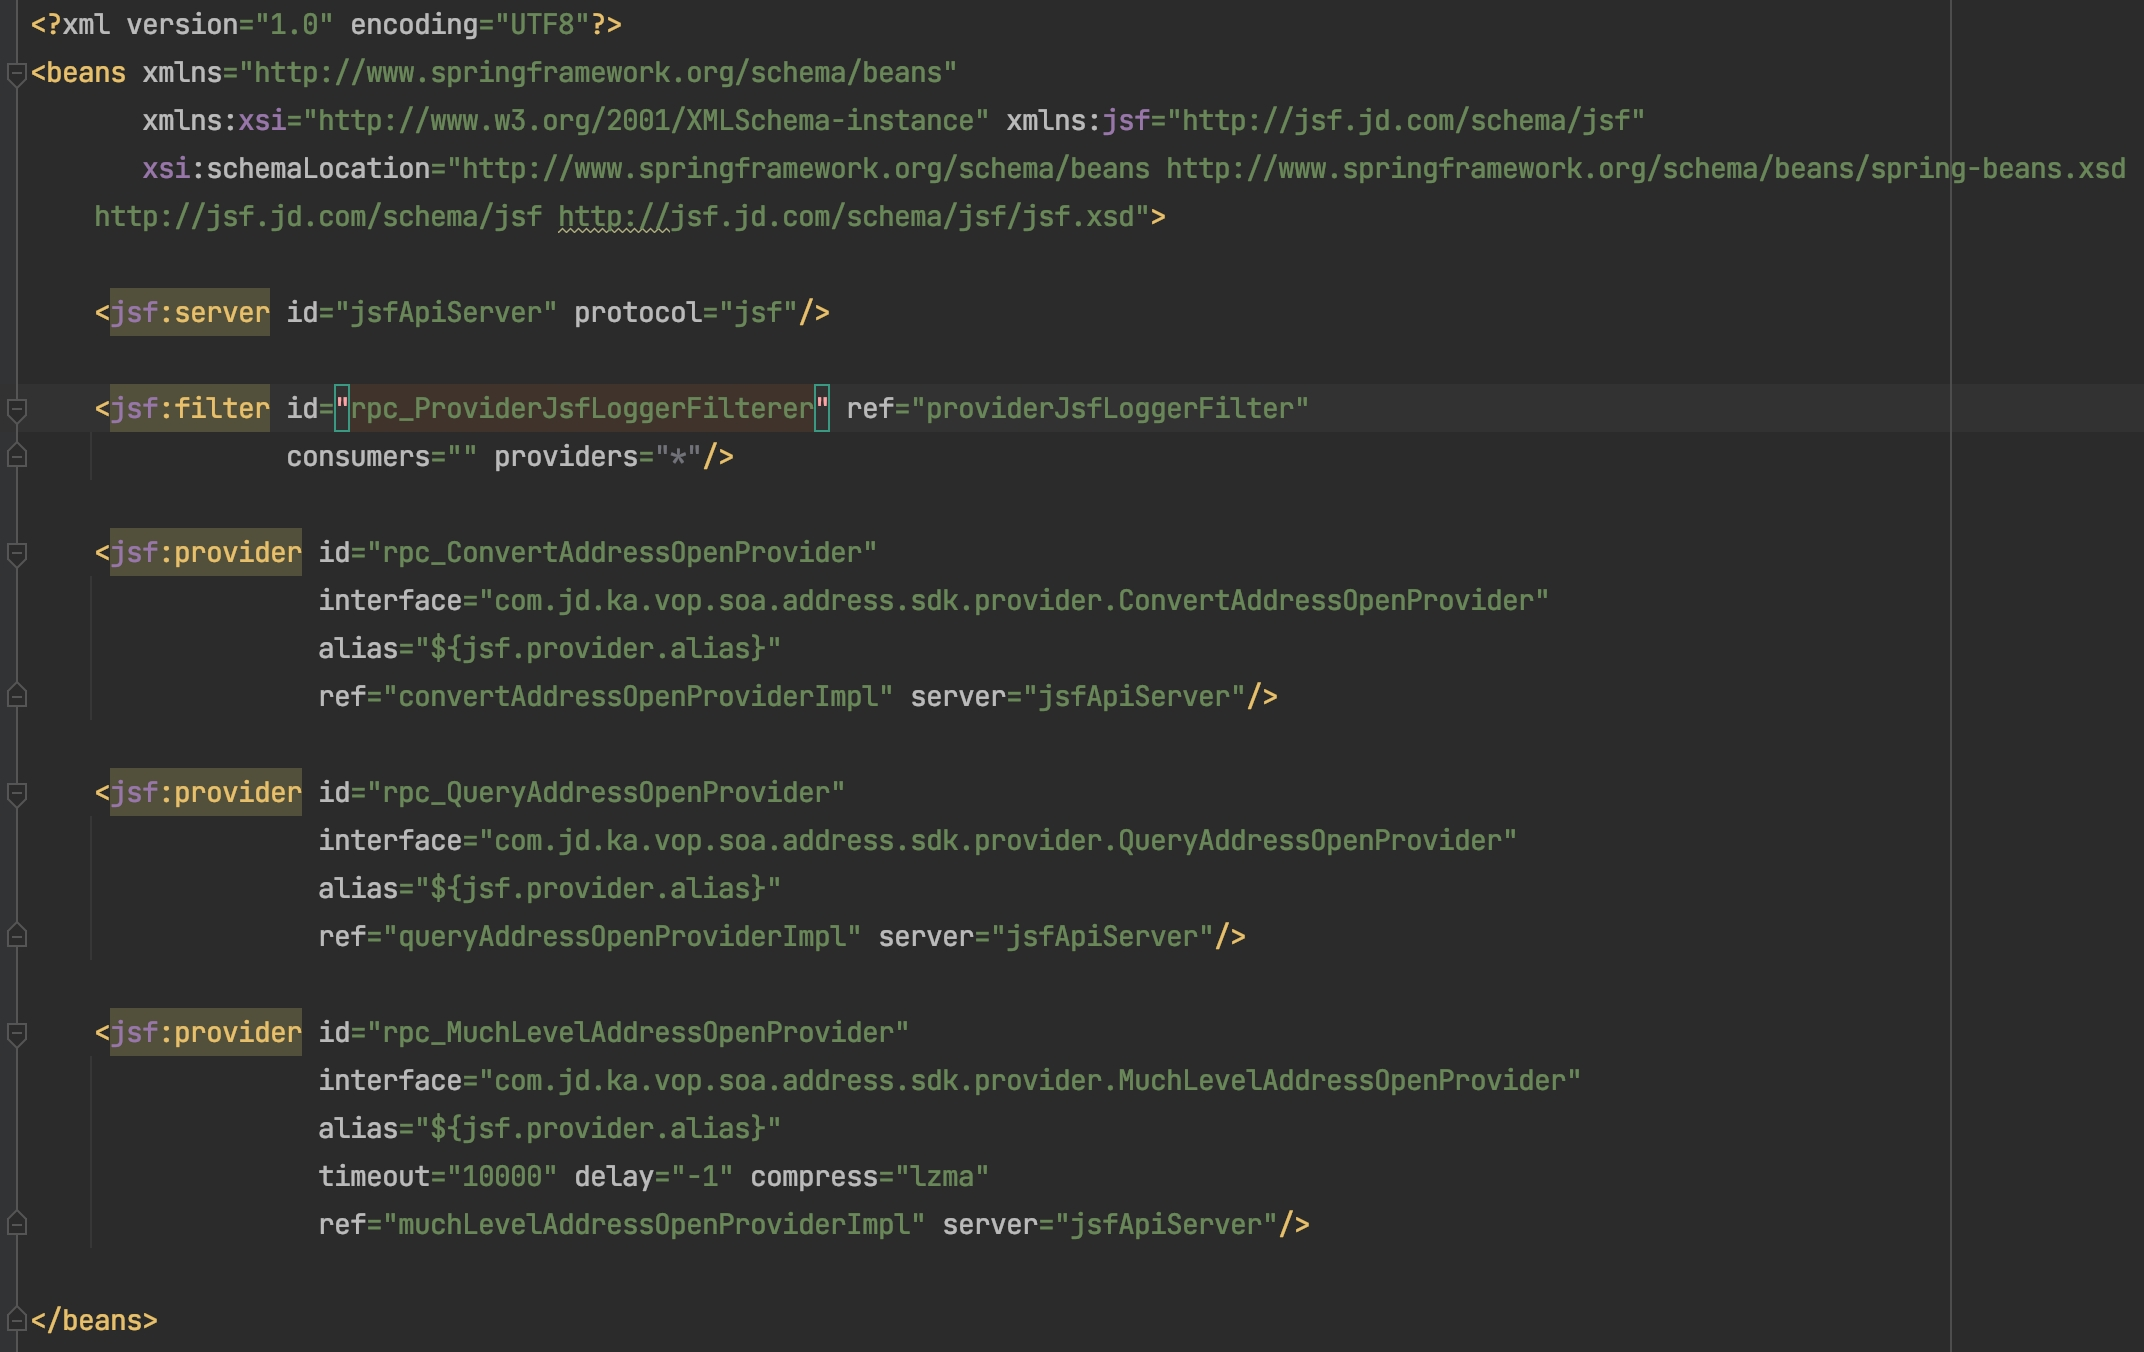 <?xml version="1.0" encoding="UTF8"?>
<beans xmlns="http://www.springframework.org/schema/beans"
       xmlns:xsi="http://www.w3.org/2001/XMLSchema-instance" xmlns:jsf="http://jsf.jd.com/schema/jsf"
       xsi:schemaLocation="http://www.springframework.org/schema/beans http://www.springframework.org/schema/beans/spring-beans.xsd
    http://jsf.jd.com/schema/jsf http://jsf.jd.com/schema/jsf/jsf.xsd">
    <jsf:server id="jsfApiServer" protocol="jsf"/>
    <jsf:filter id="rpc_ProviderJsfLoggerFilterer" ref="providerJsfLoggerFilter"
                consumers="" providers="*"/>
    <jsf:provider id="rpc_ConvertAddressOpenProvider"
                  interface="com.jd.ka.vop.soa.address.sdk.provider.ConvertAddressOpenProvider"
                  alias="${jsf.provider.alias}"
                  ref="convertAddressOpenProviderImpl" server="jsfApiServer"/>
    <jsf:provider id="rpc_QueryAddressOpenProvider"
                  interface="com.jd.ka.vop.soa.address.sdk.provider.QueryAddressOpenProvider"
                  alias="${jsf.provider.alias}"
                  ref="queryAddressOpenProviderImpl" server="jsfApiServer"/>
    <jsf:provider id="rpc_MuchLevelAddressOpenProvider"
                  interface="com.jd.ka.vop.soa.address.sdk.provider.MuchLevelAddressOpenProvider"
                  alias="${jsf.provider.alias}"
                  timeout="10000" delay="-1" compress="lzma"
                  ref="muchLevelAddressOpenProviderImpl" server="jsfApiServer"/>
</beans>